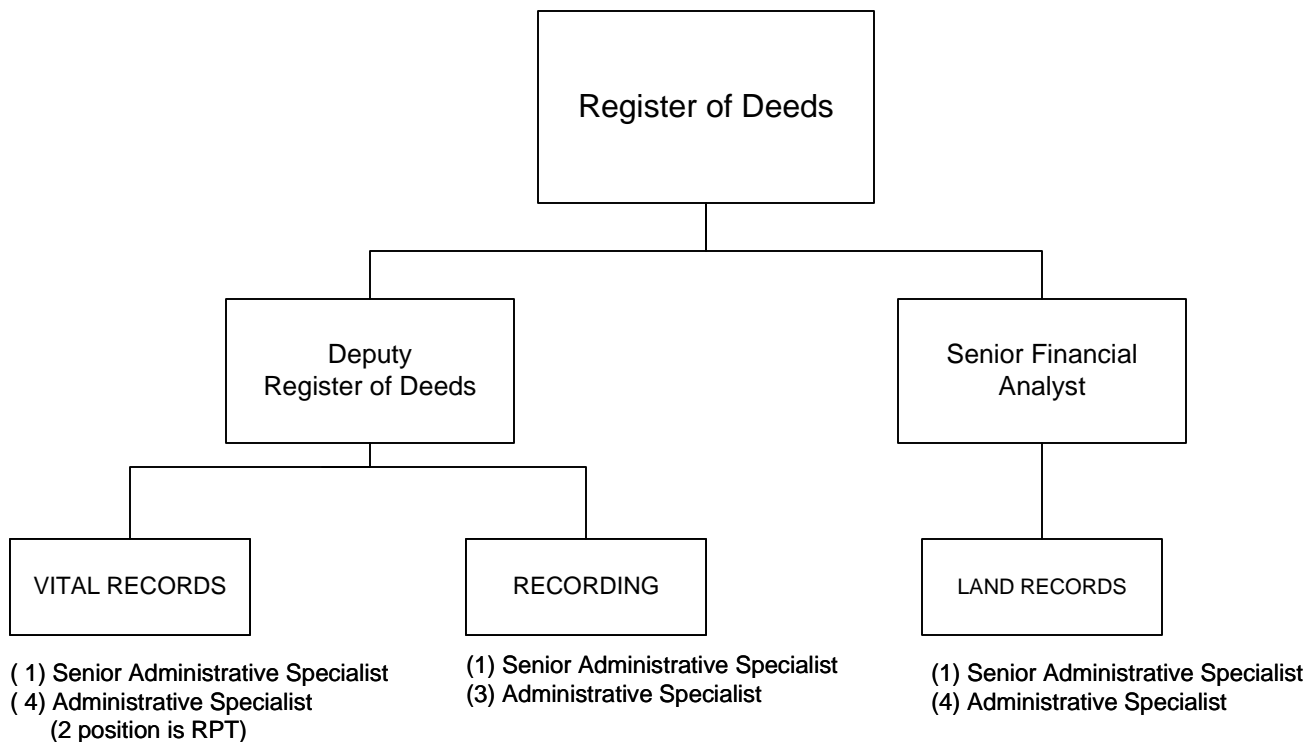 Register of Deeds
Deputy
Register of Deeds
Senior Financial
Analyst
VITAL RECORDS
RECORDING
LAND RECORDS
( 1) Senior Administrative Specialist
( 4) Administrative Specialist
(2 position is RPT)
(1) Senior Administrative Specialist
(3) Administrative Specialist
(1) Senior Administrative Specialist
(4) Administrative Specialist